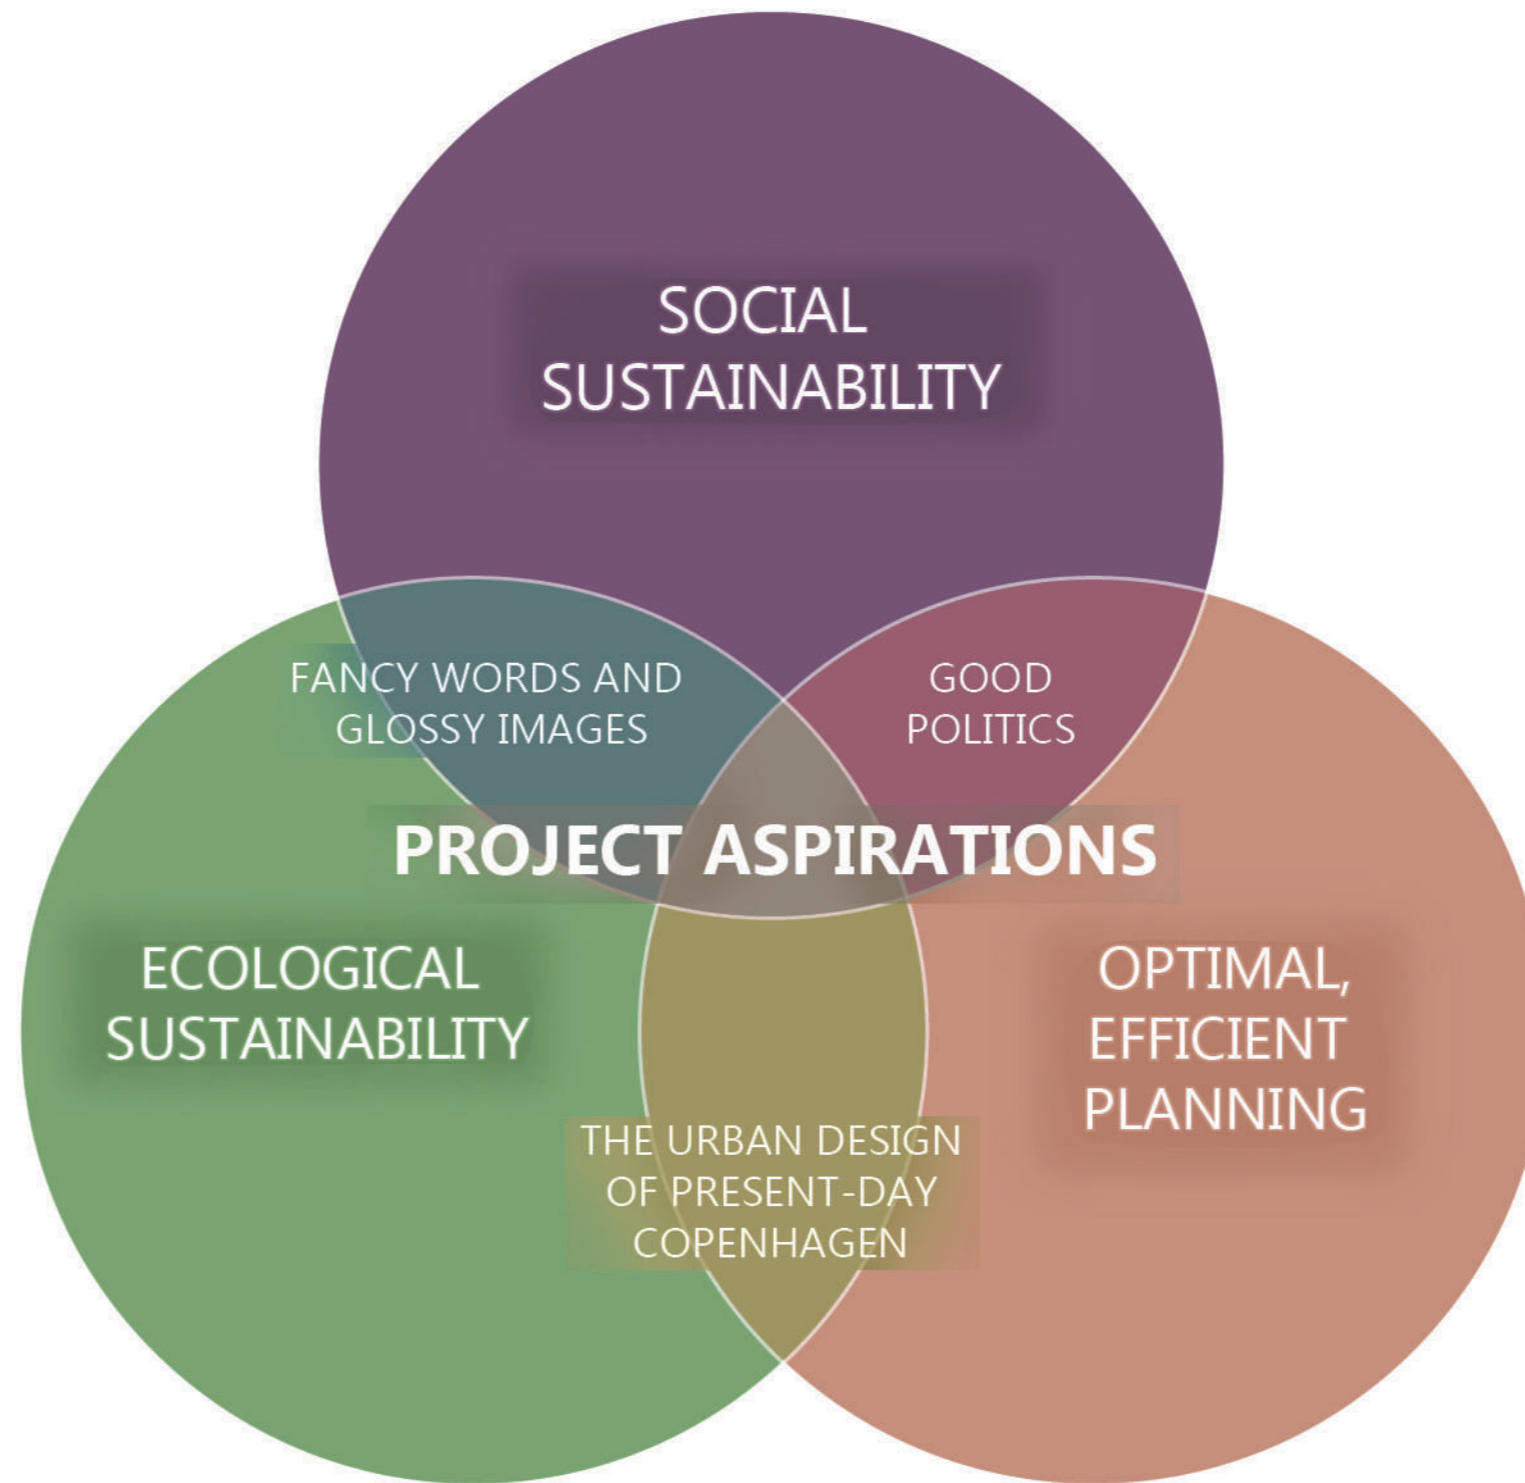 SOCIAL
SUSTAINABILITY
FANCY WORDS AND
GLOSSY IMAGES
GOOD
POLITICS
PROJECT ASPIRATIONS
ECOLOGICAL
SUSTAINABILITY
OPTIMAL,
EFFICIENT
PLANNING
THE URBAN DESIGN
OF PRESENT-DAY
COPENHAGEN